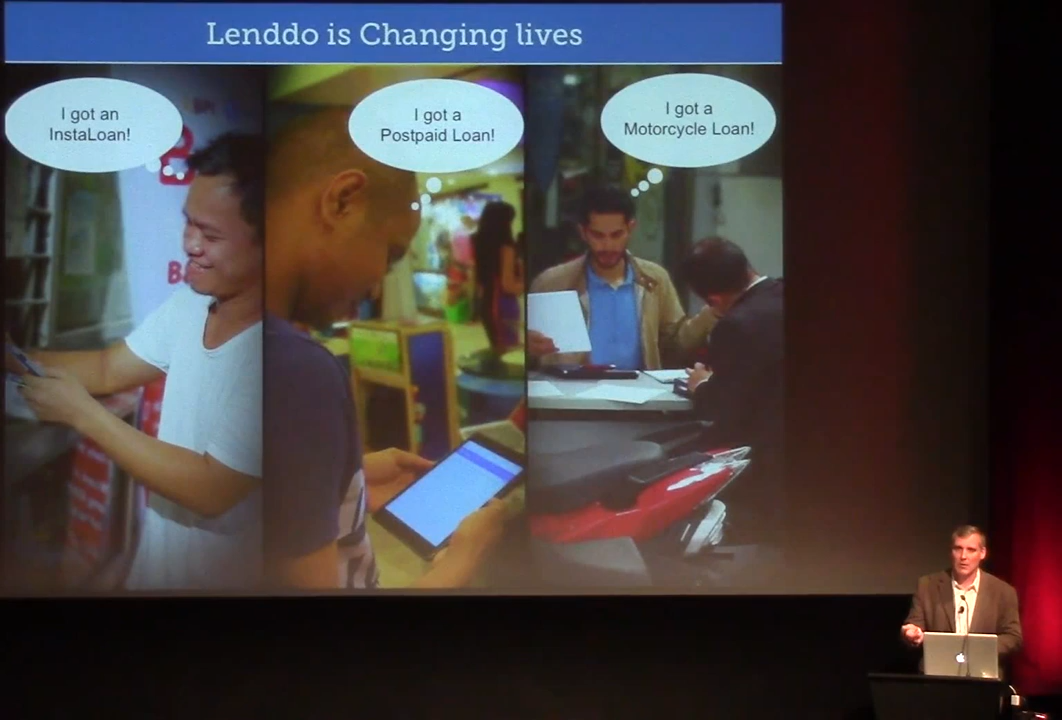 Lenddo is Changing lives
I got an
InstaLoan!
I got a
Postpaid Loan!
I got a
Motorcycle Loan!
B